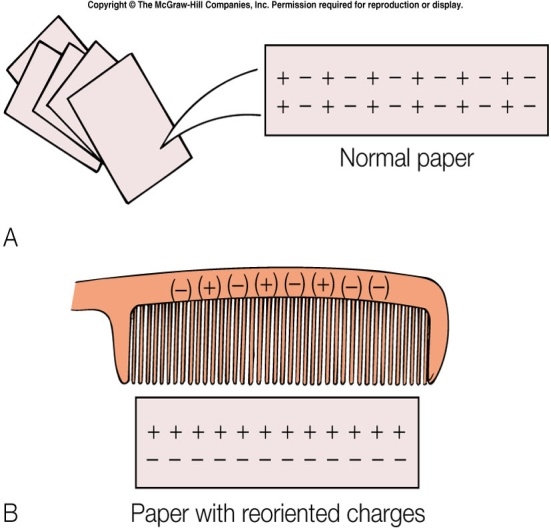 Copyright © The McGraw-Hill Companies, Inc. Permission required for reproduction or display.
+ − + − + − + − + − + −
+ − + − + − + − + − + −
Normal paper
A
(−) (+) (−) (+) (−) (+) (−) (−)
+ + + + + + + + + + + +
− − − − − − − − − − − −
B Paper with reoriented charges